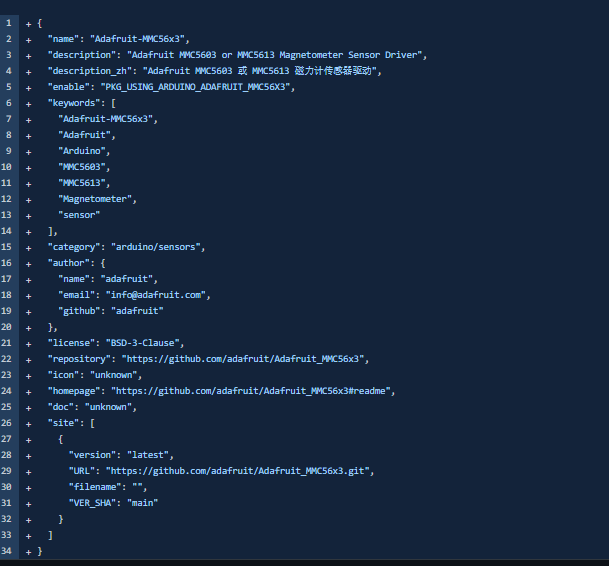 1 + {
2 + "name": "Adafruit-MMC56x3",
3 + "description": "Adafruit MMC5603 or MMC5613 Magnetometer Sensor Driver",
4 + "description_zh": "Adafruit MMC5603 或 MMC5613 磁力计传感器驱动",
5 + "enable": "PKG_USING_ARDUINO_ADAFRUIT_MMC56X3",
6 + "keywords": [
7 + "Adafruit-MMC56x3",
8 + "Adafruit",
9 + "Arduino",
10 + "MMC5603",
11 + "MMC5613",
12 + "Magnetometer",
13 + "sensor"
14 + ],
15 + "category": "arduino/sensors",
16 + "author": {
17 + "name": "adafruit",
18 + "email": "info@adafruit.com",
19 + "github": "adafruit"
20 + },
21 + "license": "BSD-3-Clause",
22 + "repository": "https://github.com/adafruit/Adafruit_MMC56x3",
23 + "icon": "unknown",
24 + "homepage": "https://github.com/adafruit/Adafruit_MMC56x3#readme",
25 + "doc": "unknown",
26 + "site": [
27 + {
28 + "version": "latest",
29 + "URL": "https://github.com/adafruit/Adafruit_MMC56x3.git",
30 + "filename": "",
31 + "VER_SHA": "main"
32 + }
33 + ]
34 + }